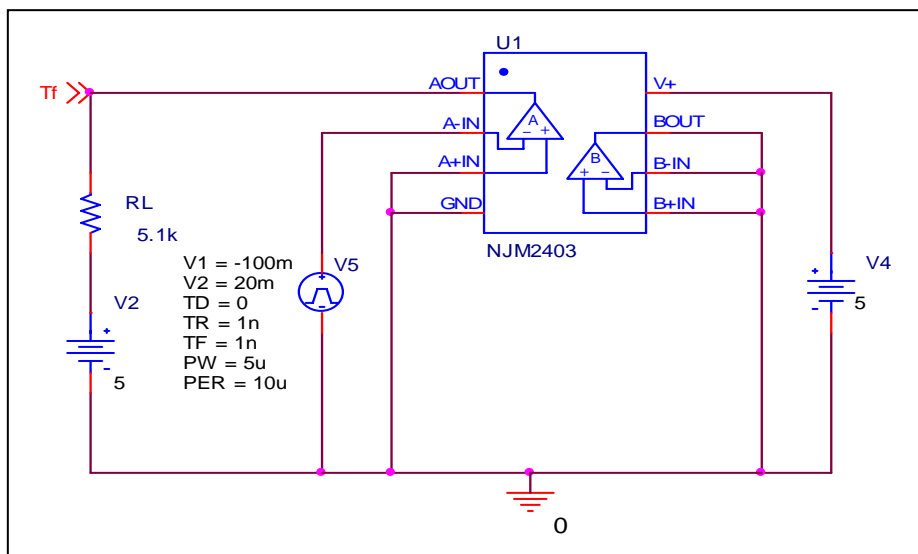 U1
Tf
AOUT
A-IN
A+IN
GND
A
- +
B
+ -
V+
BOUT
B-IN
B+IN
NJM2403
RL
5.1k
V2
+
-
5
V1 = -100m
V2 = 20m
TD = 0
TR = 1n
TF = 1n
PW = 5u
PER = 10u
V5
+
-
V4
+
-
5
0